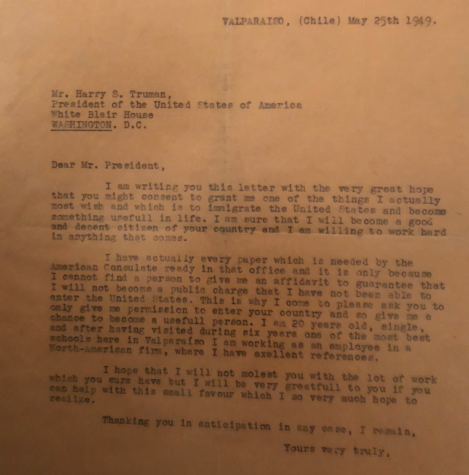 VALPARAISO, (Chile) May 25th 1949.
Mr. Harry S. Truman,
President of the United States of America
White Blair House
WASHINGTON. D.C.
Dear Mr. President,
I am writing you this letter with the very great hope
that you might consent to grant me one of the things I actually
most wish and which is to immigrate the United States and become
something usefull in life. I am sure that I will become a good
and decent citizen of your country and I am willing to work hard
in anything that comes.
I have actually every paper which is needed by the
American Consulate ready in that office and it is only because
I cannot find a person to give me an affidavit to guarantee that
I will not become a public charge that I have not been able to
enter the United States. This is why I come to please ask you to
only give me permission to enter your country and so give me a
chance to become a usefull person. I am 20 years old, single,
and after having visited during six years one of the most best
schools here in Valparaiso I am working as an employee in a
North-American firm, where I have exellent references.
I hope that I will not molest you with the lot of work
which you sure have but I will be very greatfull to you if you
can help with this small favour which I so very much hope to
realize.
Thanking you in anticipation in any case, I remain,
Yours very truly,